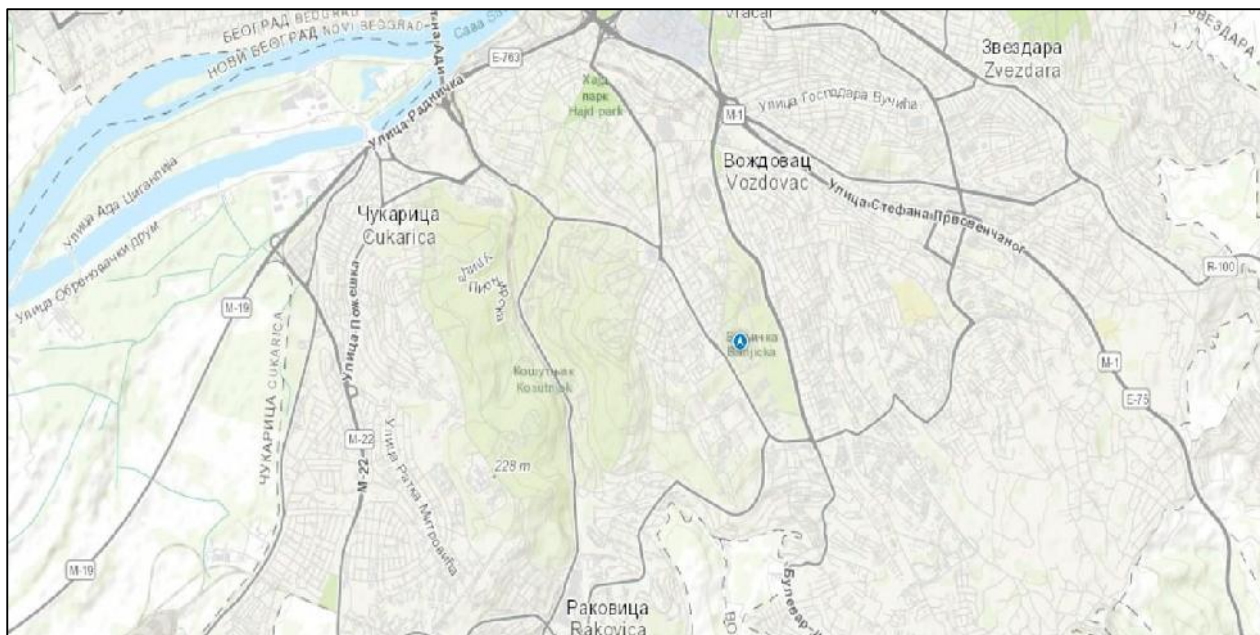 БЕОГРАД BEOGRAD
НОВИ БЕОГРАД NOVI BEOGRAD
Сава
на Ади
E-763
Vracar
Звездара
Zvezdara
ЗВЕЗДАРА
Хајд
парк
Hajd-park
Улица Господара Вучића
M-1
Улица Радничка
Вождовац
Vozdovac
Улица Стефана Првовенчаног
Улица Ада Циганлија
Чукарица
Cukarica
Улица Обреновачки друм
R-100
M-19
ЧУКАРИЦА CUKARICA
Улица Пожешка
A
Banjicka
M-1
Кошутњак
Kosutnjak
E-75
M-22
M-22
Улица Ратка Митровића
228 m
M-19
Раковица
Rakovica
Булевар